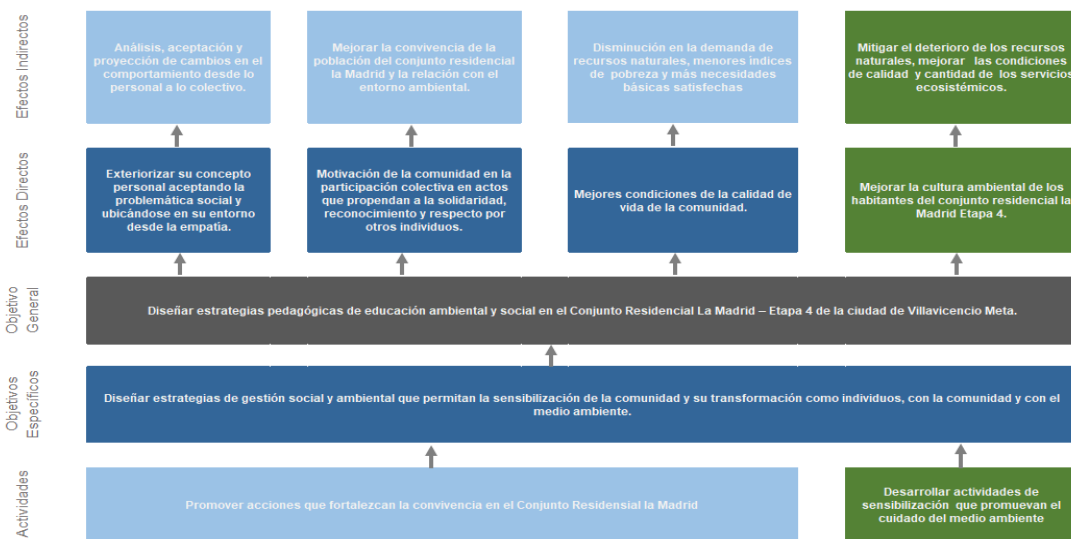 Efectos Indirectos
Análisis, aceptación y
proyección de cambios en el
comportamiento desde lo
personal a lo colectivo.
Mejorar la convivencia de la
población del conjunto residencial
la Madrid y la relación con el
entorno ambiental.
Disminución en la demanda de
recursos naturales, menores indices
de pobreza y más necesidades
básicas satisfechas
Mitigar el deterioro de los recursos
naturales, mejorar las condiciones
de calidad y cantidad de los servicios
ecosistémicos.
Efectos Directos
Exteriorizar su concepto
personal aceptando la
problemática social y
ubicándose en su entorno
desde la empatía.
Motivación de la comunidad en la
participación colectiva en actos
que propendan a la solidaridad,
reconocimiento y respecto por
otros individuos.
Mejores condiciones de la calidad de
vida de la comunidad.
Mejorar la cultura ambiental de los
habitantes del conjunto residencial la
Madrid Etapa 4.
Objetivo
General
Diseñar estrategias pedagógicas de educación ambiental y social en el Conjunto Residencial La Madrid – Etapa 4 de la ciudad de Villavicencio Meta.
Objetivos
Específicos
Diseñar estrategias de gestión social y ambiental que permitan la sensibilización de la comunidad y su transformación como individuos, con la comunidad y con el
medio ambiente.
Actividades
Promover acciones que fortalezcan la convivencia en el Conjunto Residensial la Madrid
Desarrollar actividades de
sensibilización que promuevan el
cuidado del medio ambiente